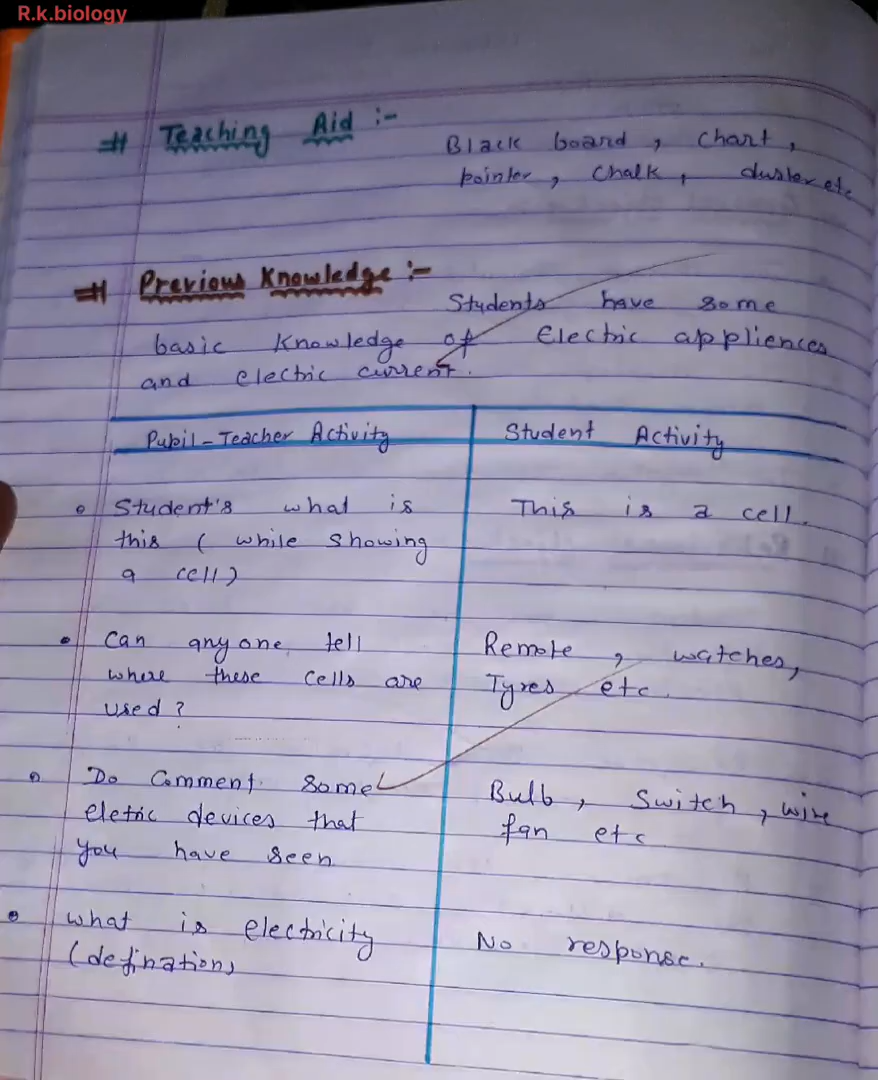 R.k.biology
Teaching Aid :-
Black board , chart ,
pointer , chalk , duster etc
Previous Knowledge :-
Students have some
basic knowledge of Electric appliences
and electric current.
Pupil-Teacher Activity
Student Activity
Student's what is
this ( while showing
a cell)
This is a cell.
Can anyone tell
where these cells are
used ?
Remote , watches,
Tyres etc.
Do Comment some
eletric devices that
you have seen
Bulb , Switch , wire
fan etc
what is electricity
(defination)
No response.